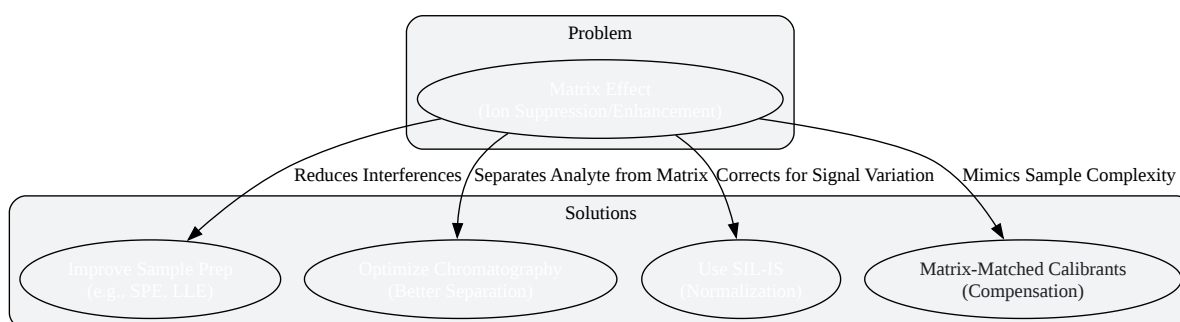 Problem
Matrix Effect
(Ion Suppression/Enhancement)
Reduces Interferences
Separates Analyte from Matrix
Corrects for Signal Variation
Mimics Sample Complexity
Solutions
Improve Sample Prep
(e.g., SPE, LLE)
Optimize Chromatography
(Better Separation)
Use SIL-IS
(Normalization)
Matrix-Matched Calibrants
(Compensation)